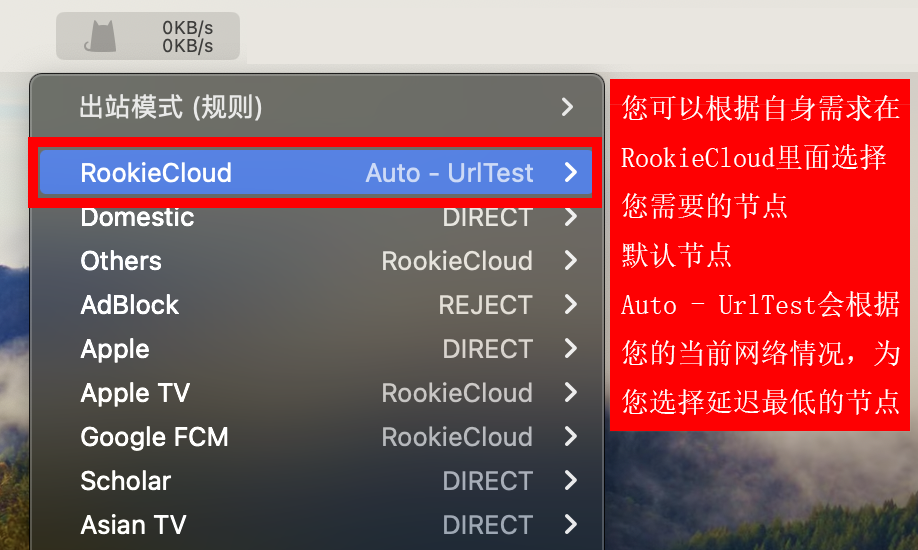 0KB/s
0KB/s
出站模式 (规则)
RookieCloud Auto - UrlTest
Domestic DIRECT
Others RookieCloud
AdBlock REJECT
Apple DIRECT
Apple TV RookieCloud
Google FCM RookieCloud
Scholar DIRECT
Asian TV DIRECT
您可以根据自身需求在
RookieCloud里面选择
您需要的节点
默认节点
Auto - UrlTest会根据
您的当前网络情况，为
您选择延迟最低的节点